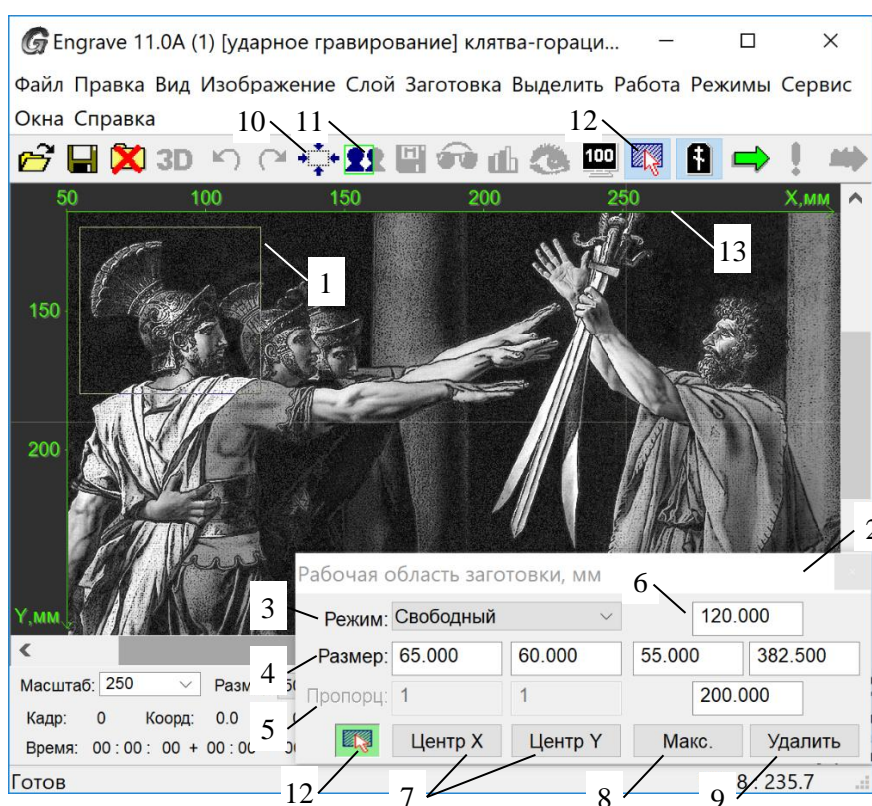 Engrave 11.0A (1) [ударное гравирование] клятва-гораци...
Файл Правка Вид Изображение Слой Заготовка Выделить Работа Режимы Сервис
Окна Справка
10 11 12
3D 100
50 100 150 200 250 X,мм
13
1
150
200
2
Рабочая область заготовки, мм
6
3 Режим: Свободный 120.000
Y,мм
4 Размер: 65.000 60.000 55.000 382.500
Масштаб: 250
5 Пропорц: 1 1 200.000
Кадр: 0 Коорд: 0.0
Центр X Центр Y Макс. Удалить
Время: 00 : 00 : 00 + 00 : 00
Готов 8 : 235.7
12 7 8 9